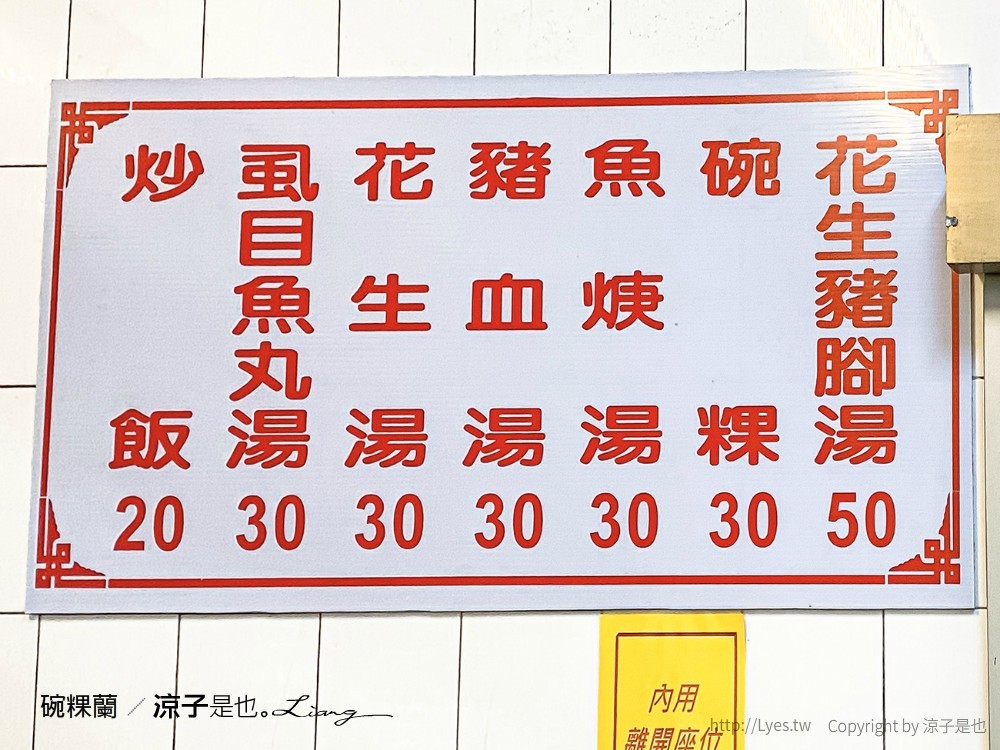 花生豬腳湯 50
碗粿 30
魚焿湯 30
豬血湯 30
花生湯 30
虱目魚丸湯 30
炒飯 20
內用
離開座位
碗粿蘭 ／ 涼子是也。Liang
http://Lyes.tw Copyright by 涼子是也